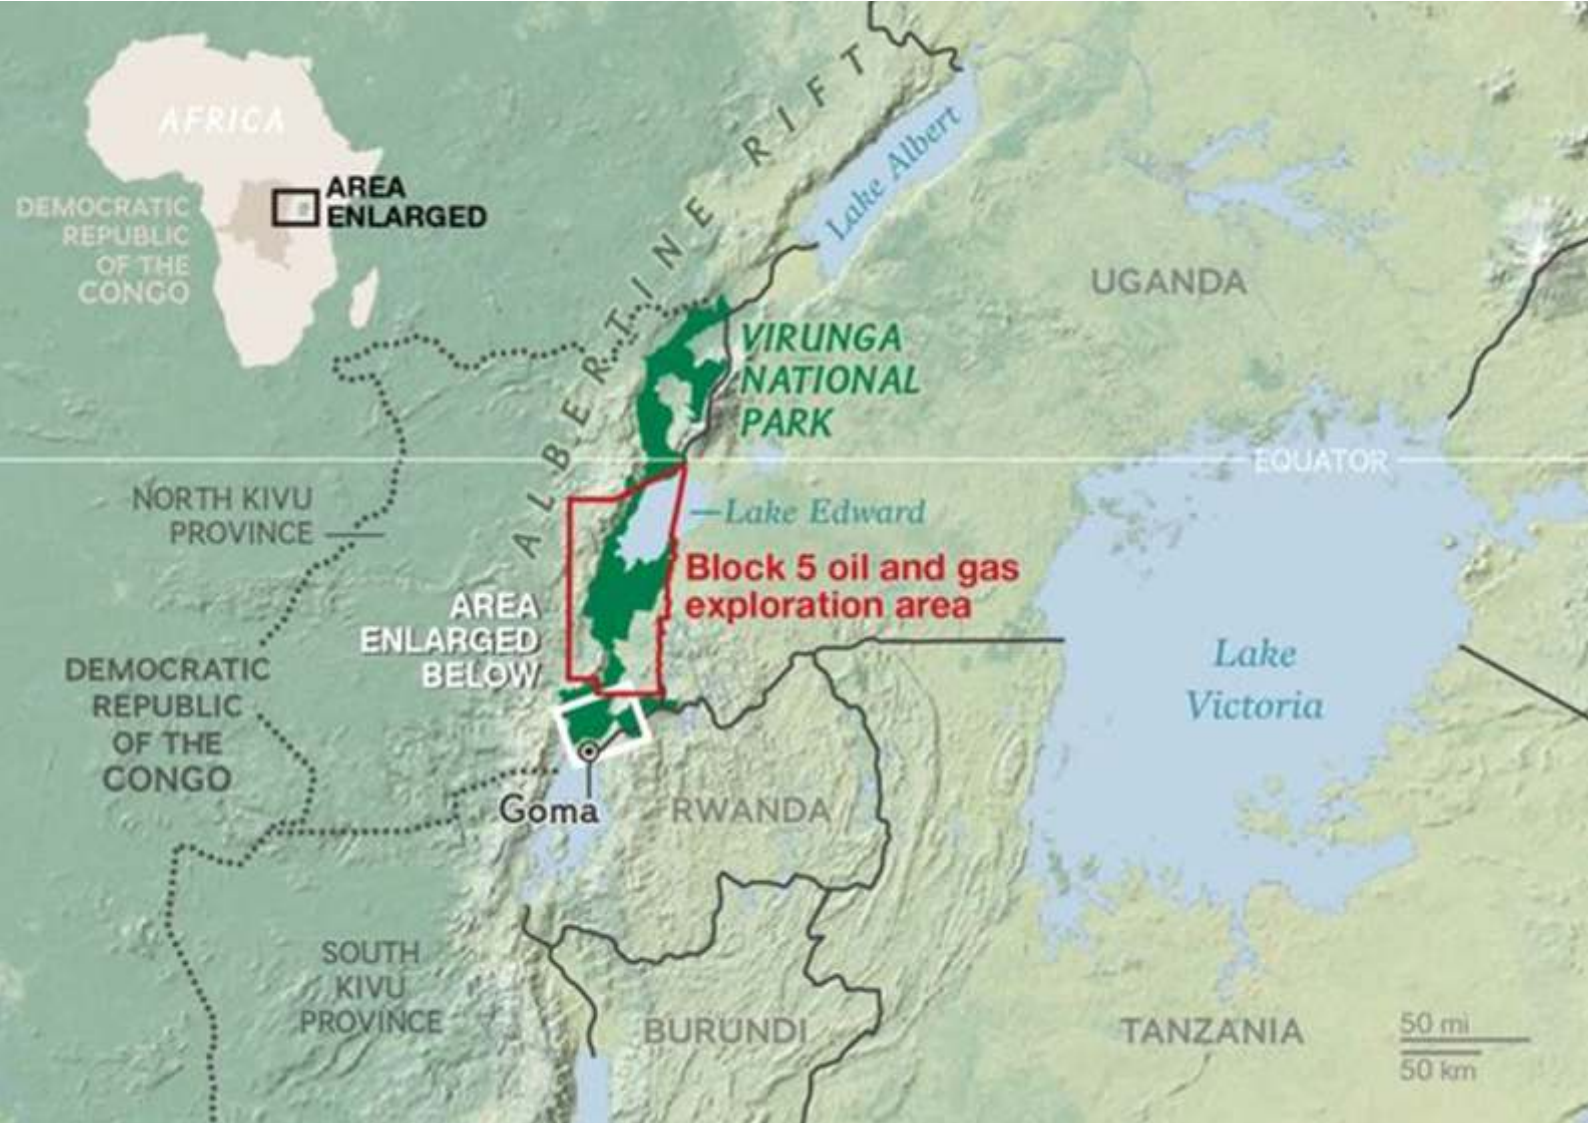 AFRICA
AREA
ENLARGED
DEMOCRATIC
REPUBLIC
OF THE
CONGO
ALBERTINE RIFT
Lake Albert
UGANDA
VIRUNGA
NATIONAL
PARK
EQUATOR
NORTH KIVU
PROVINCE
Lake Edward
Block 5 oil and gas
exploration area
AREA
ENLARGED
BELOW
DEMOCRATIC
REPUBLIC
OF THE
CONGO
Lake
Victoria
Goma
RWANDA
SOUTH
KIVU
PROVINCE
BURUNDI
TANZANIA
50 mi
50 km